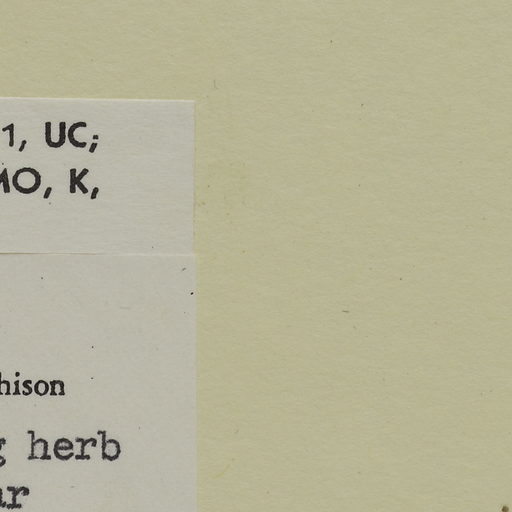 1, UC;
MO, K,
hison
g herb
ar